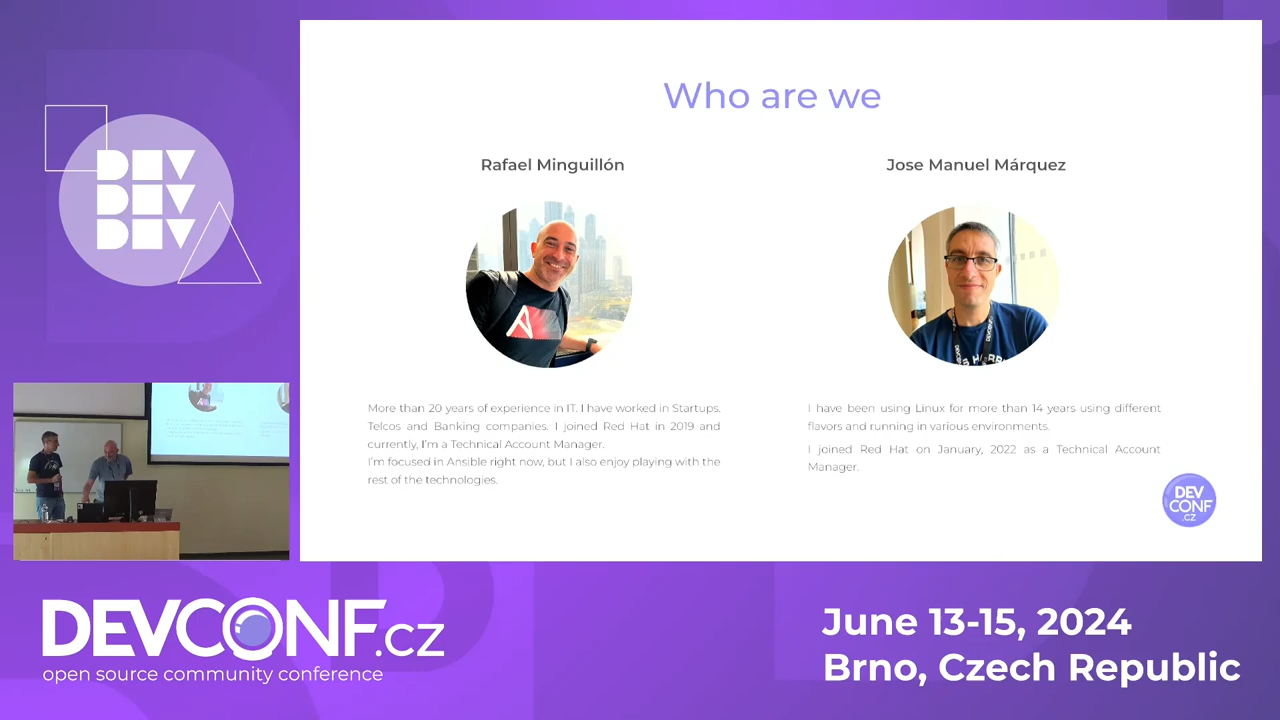 DEV
DEV
DEV
Who are we
Rafael Minguillón
Jose Manuel Márquez
More than 20 years of experience in IT. I have worked in Startups,
Telcos and Banking companies. I joined Red Hat in 2019 and
currently, I'm a Technical Account Manager.
I'm focused in Ansible right now, but I also enjoy playing with the
rest of the technologies.
I have been using Linux for more than 14 years using different
flavors and running in various environments.
I joined Red Hat on January, 2022 as a Technical Account
Manager.
DEV
CONF
.CZ
DEVCONF.cz
open source community conference
June 13-15, 2024
Brno, Czech Republic